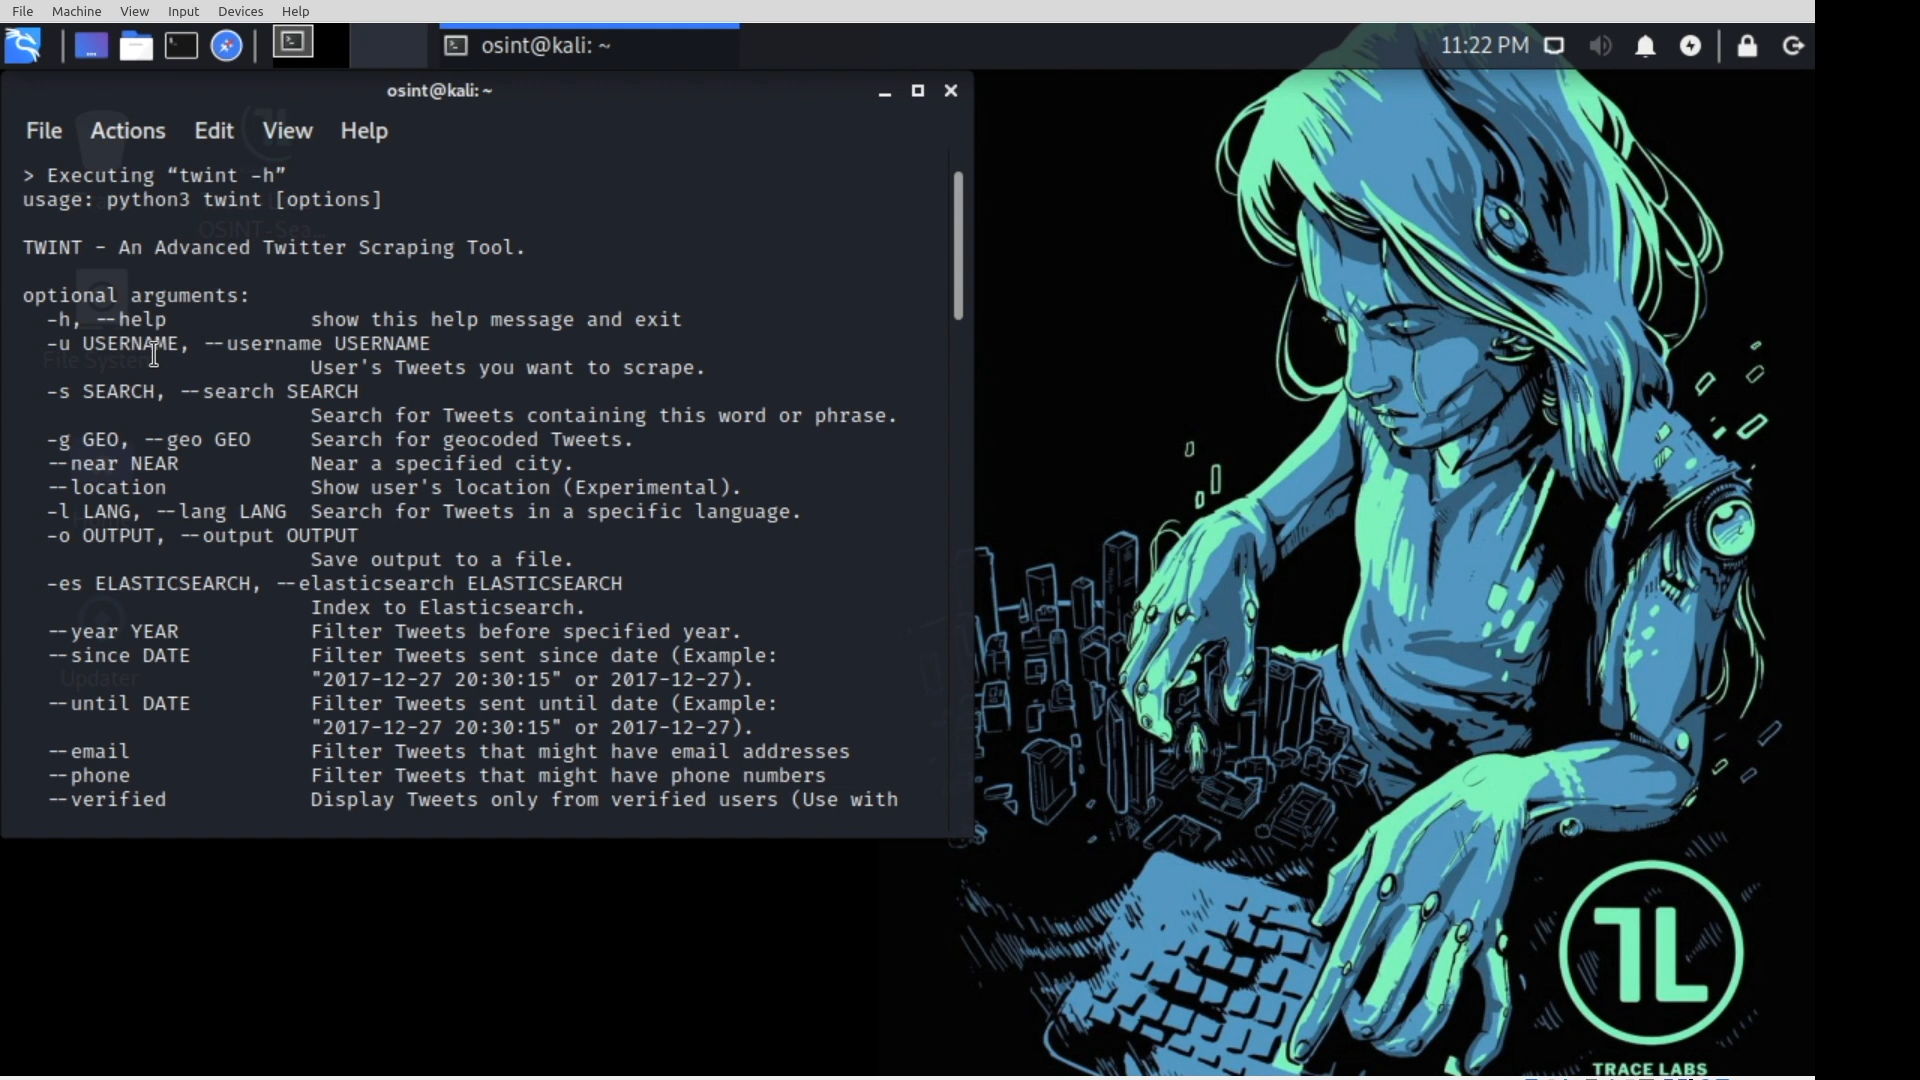 File Machine View Input Devices Help
osint@kali: ~
11:22 PM
osint@kali: ~
File Actions Edit View Help
> Executing “twint -h”
usage: python3 twint [options]
OSINT-Sea...
TWINT - An Advanced Twitter Scraping Tool.
optional arguments:
-h, --help show this help message and exit
-u USERNAME, --username USERNAME
File System
User's Tweets you want to scrape.
-s SEARCH, --search SEARCH
Search for Tweets containing this word or phrase.
-g GEO, --geo GEO Search for geocoded Tweets.
--near NEAR Near a specified city.
--location Show user's location (Experimental).
-l LANG, --lang LANG Search for Tweets in a specific language.
-o OUTPUT, --output OUTPUT
Save output to a file.
-es ELASTICSEARCH, --elasticsearch ELASTICSEARCH
Index to Elasticsearch.
--year YEAR Filter Tweets before specified year.
--since DATE Filter Tweets sent since date (Example:
"2017-12-27 20:30:15" or 2017-12-27).
Updater
--until DATE Filter Tweets sent until date (Example:
"2017-12-27 20:30:15" or 2017-12-27).
--email Filter Tweets that might have email addresses
--phone Filter Tweets that might have phone numbers
--verified Display Tweets only from verified users (Use with
TL
TRACE LABS